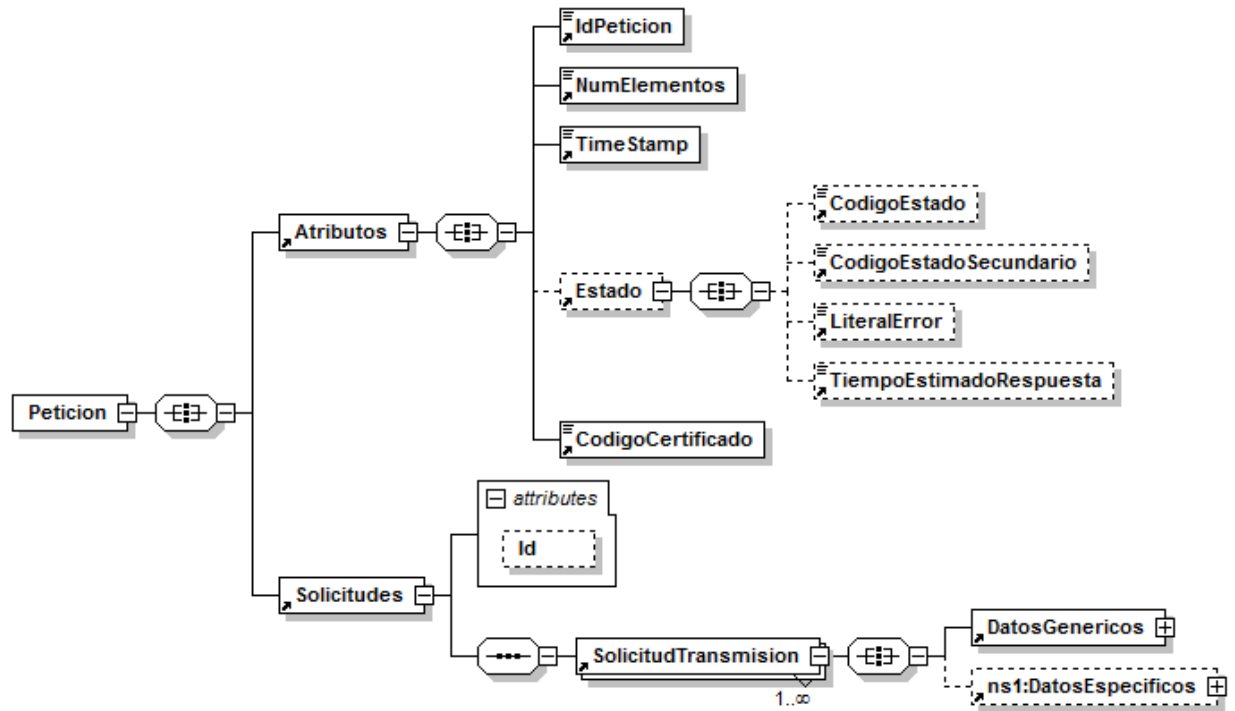 IdPeticion
NumElementos
TimeStamp
CodigoEstado
Atributos
CodigoEstadoSecundario
Estado
LiteralError
TiempoEstimadoRespuesta
Peticion
CodigoCertificado
attributes
Id
Solicitudes
DatosGenericos
SolicitudTransmision
1..∞
ns1:DatosEspecificos